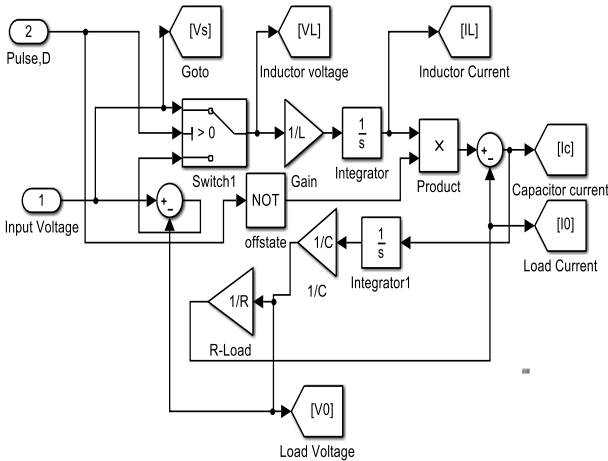 2
Pulse,D
[Vs]
Goto
[VL]
Inductor voltage
[IL]
Inductor Current
> 0
Switch1
1/L
Gain
1
s
Integrator
×
Product
+
-
[Ic]
Capacitor current
1
Input Voltage
+
-
NOT
offstate
[I0]
Load Current
1/C
1/C
1
s
Integrator1
1/R
R-Load
[V0]
Load Voltage